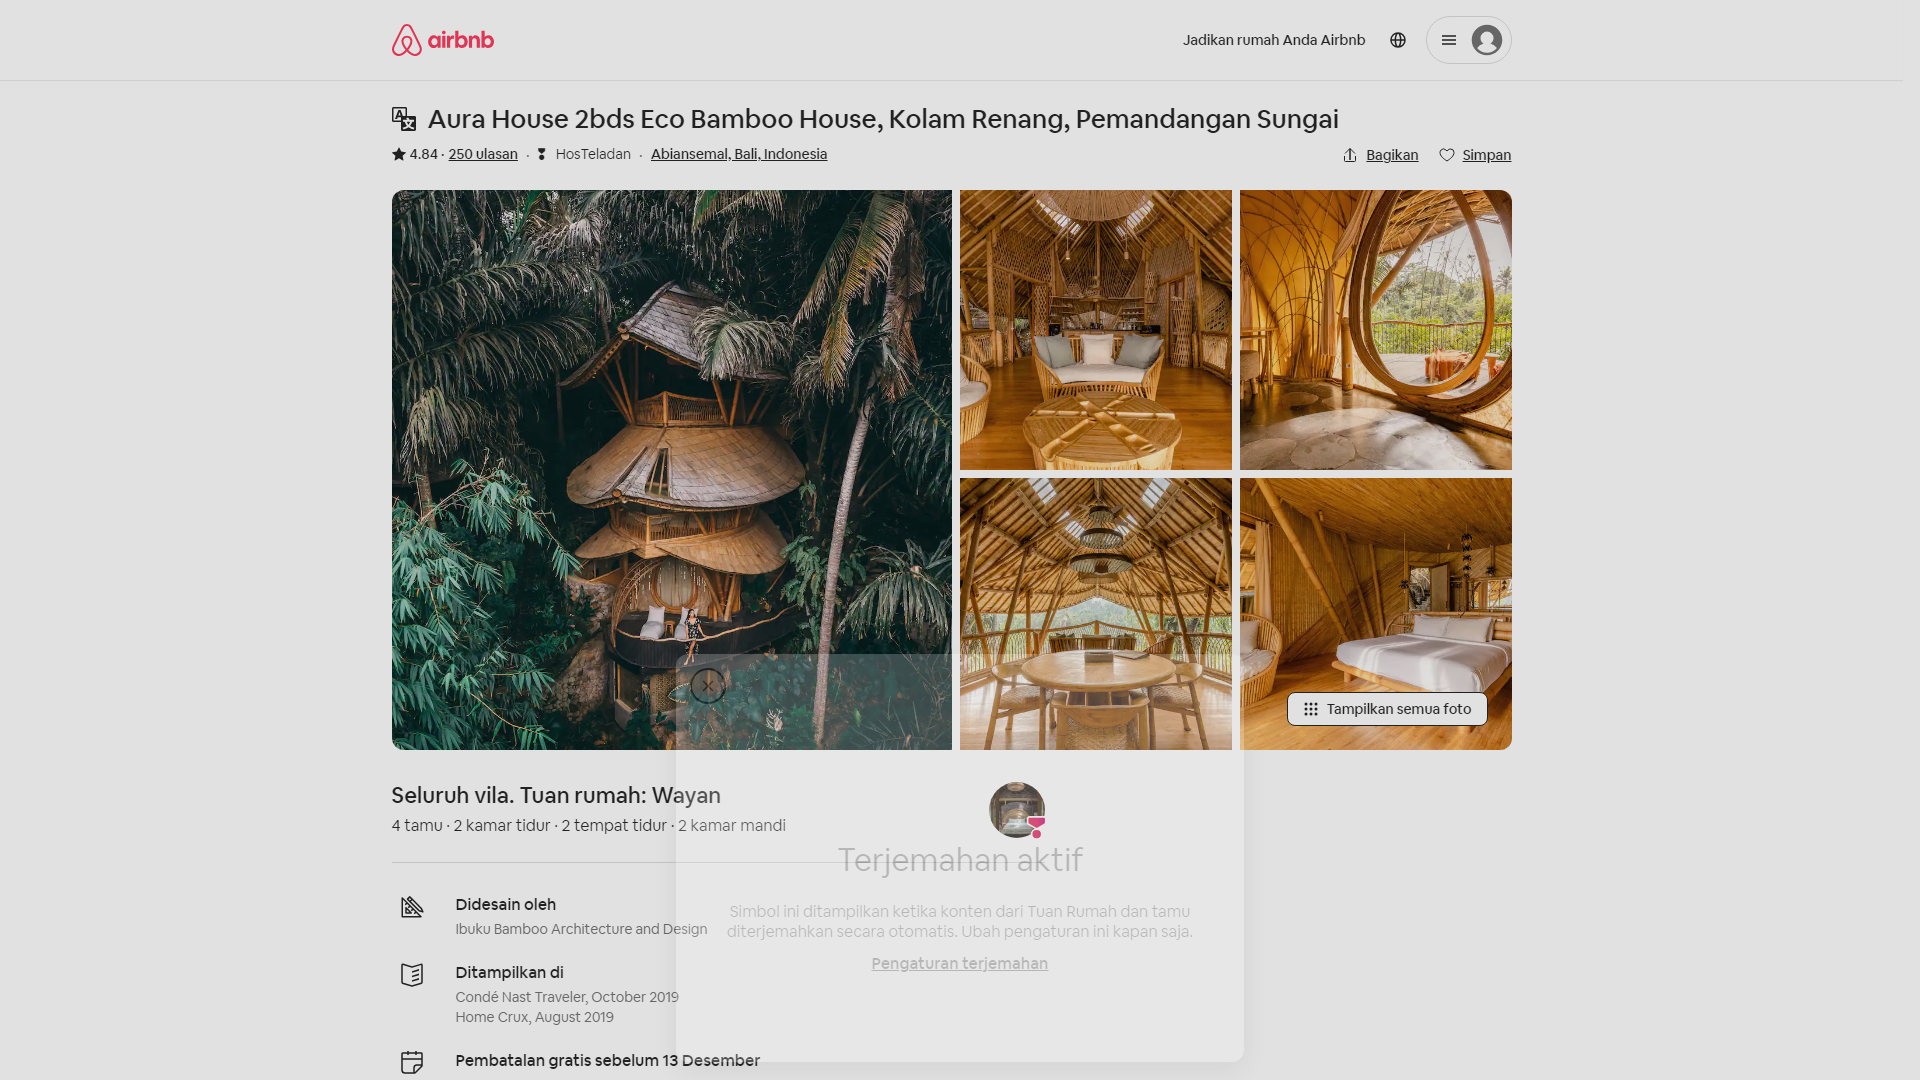 airbnb
Jadikan rumah Anda Airbnb
Aura House 2bds Eco Bamboo House, Kolam Renang, Pemandangan Sungai
4.84 · 250 ulasan · HosTeladan · Abiansemal, Bali, Indonesia
Bagikan
Simpan
Tampilkan semua foto
Seluruh vila. Tuan rumah: Wayan
4 tamu · 2 kamar tidur · 2 tempat tidur · 2 kamar mandi
Terjemahan aktif
Simbol ini ditampilkan ketika konten dari Tuan Rumah dan tamu
diterjemahkan secara otomatis. Ubah pengaturan ini kapan saja.
Pengaturan terjemahan
Didesain oleh
Ibuku Bamboo Architecture and Design
Ditampilkan di
Condé Nast Traveler, October 2019
Home Crux, August 2019
Pembatalan gratis sebelum 13 Desember